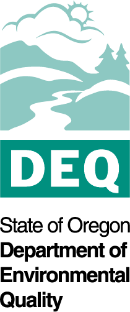 DEQ
State of Oregon
Department of
Environmental
Quality